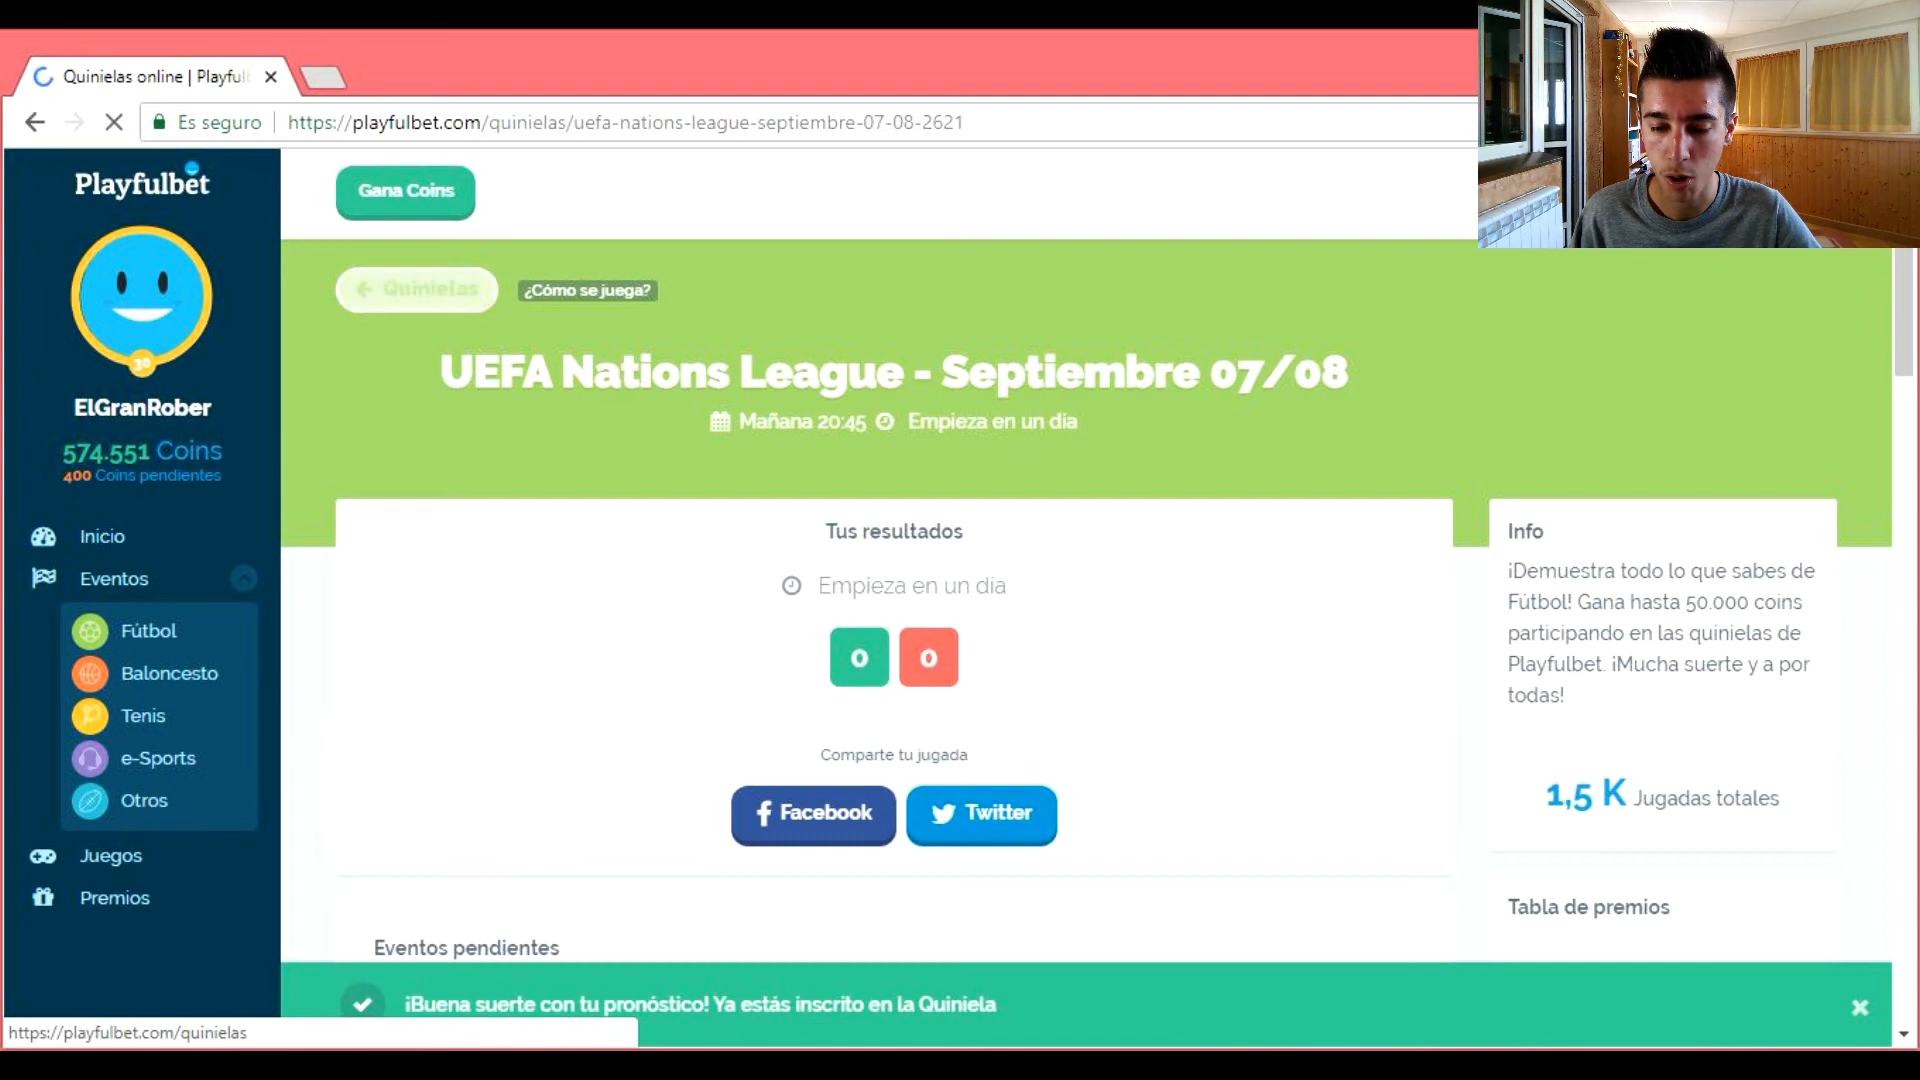 Quinielas online | Playful
Es seguro
https://playfulbet.com/quinielas/uefa-nations-league-septiembre-07-08-2621
Playfulbet
30
ElGranRober
574.551 Coins
400 Coins pendientes
Inicio
Eventos
Fútbol
Baloncesto
Tenis
e-Sports
Otros
Juegos
Premios
Gana Coins
Quinielas
¿Cómo se juega?
UEFA Nations League - Septiembre 07/08
Mañana 20:45 Empieza en un día
Tus resultados
Empieza en un día
0 0
Comparte tu jugada
Facebook Twitter
Eventos pendientes
Info
¡Demuestra todo lo que sabes de
Fútbol! Gana hasta 50.000 coins
participando en las quinielas de
Playfulbet. ¡Mucha suerte y a por
todas!
1,5 K Jugadas totales
Tabla de premios
¡Buena suerte con tu pronóstico! Ya estás inscrito en la Quiniela
https://playfulbet.com/quinielas